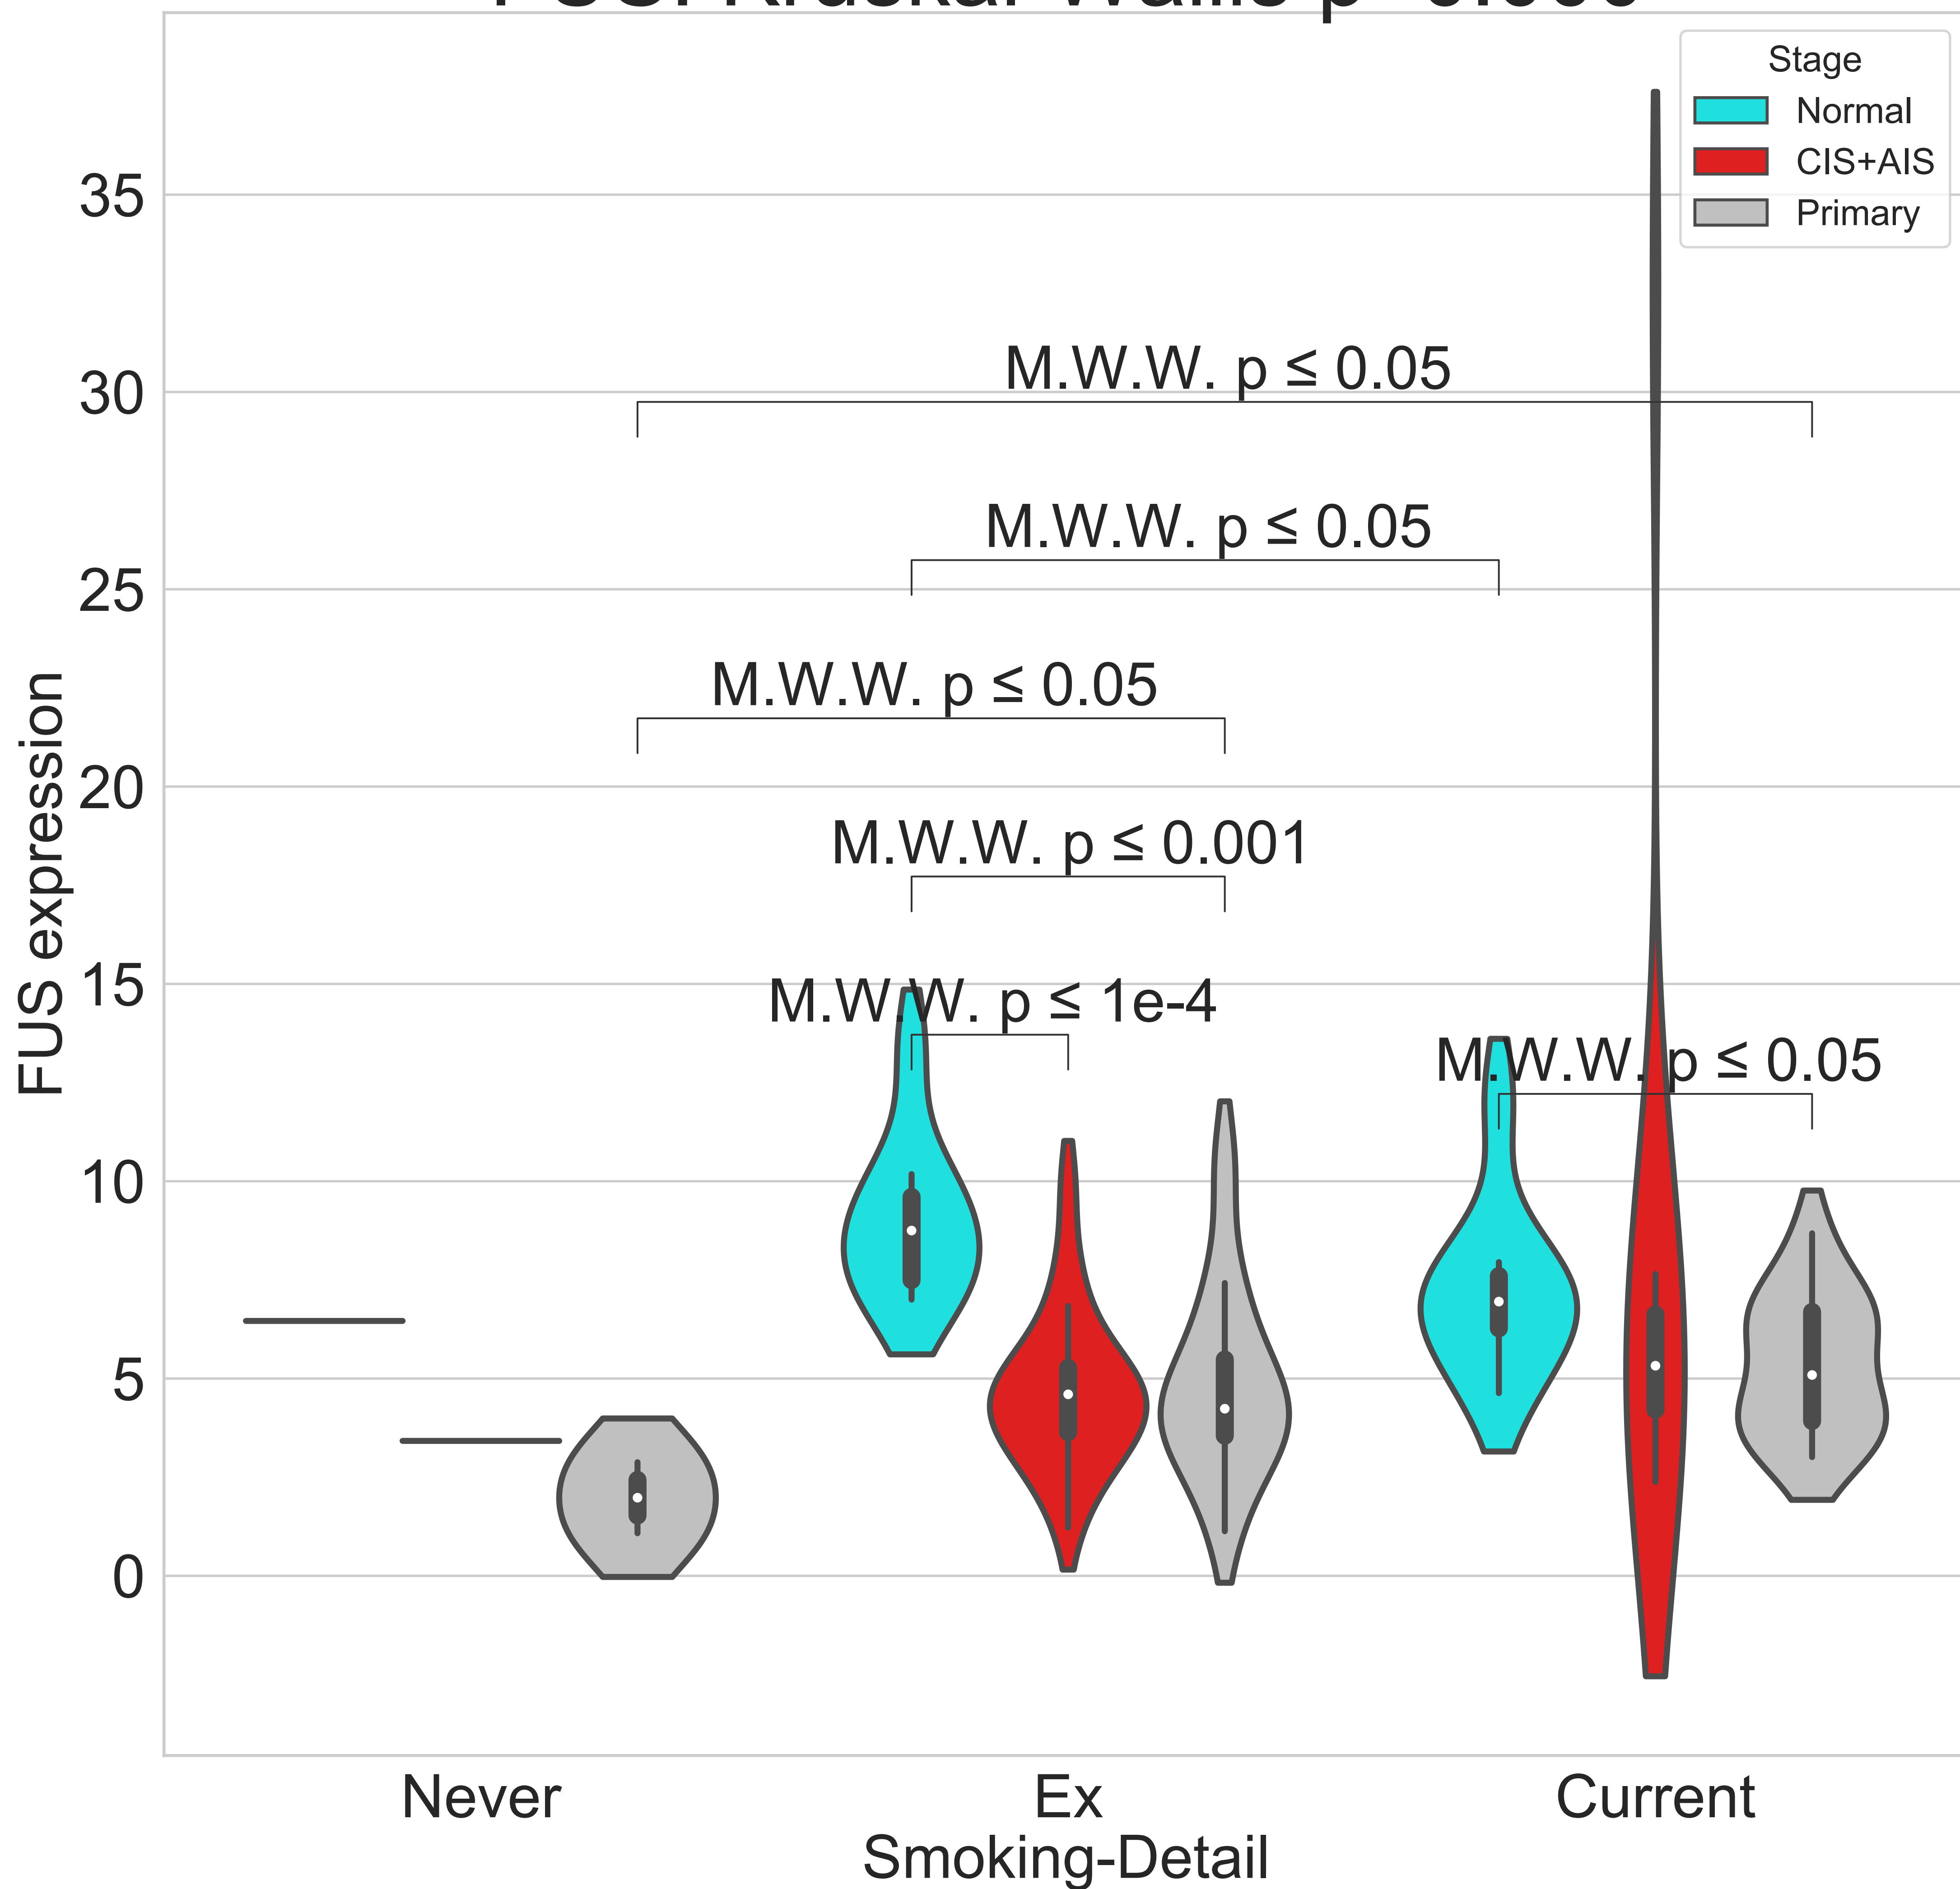 Stage
Normal
CIS+AIS
Primary
35
30
25
20
15
10
5
0
FUS expression
M.W.W. p ≤ 0.05
M.W.W. p ≤ 0.05
M.W.W. p ≤ 0.05
M.W.W. p ≤ 0.001
M.W.W. p ≤ 1e-4
M.W.W. p ≤ 0.05
Never
Ex
Current
Smoking-Detail